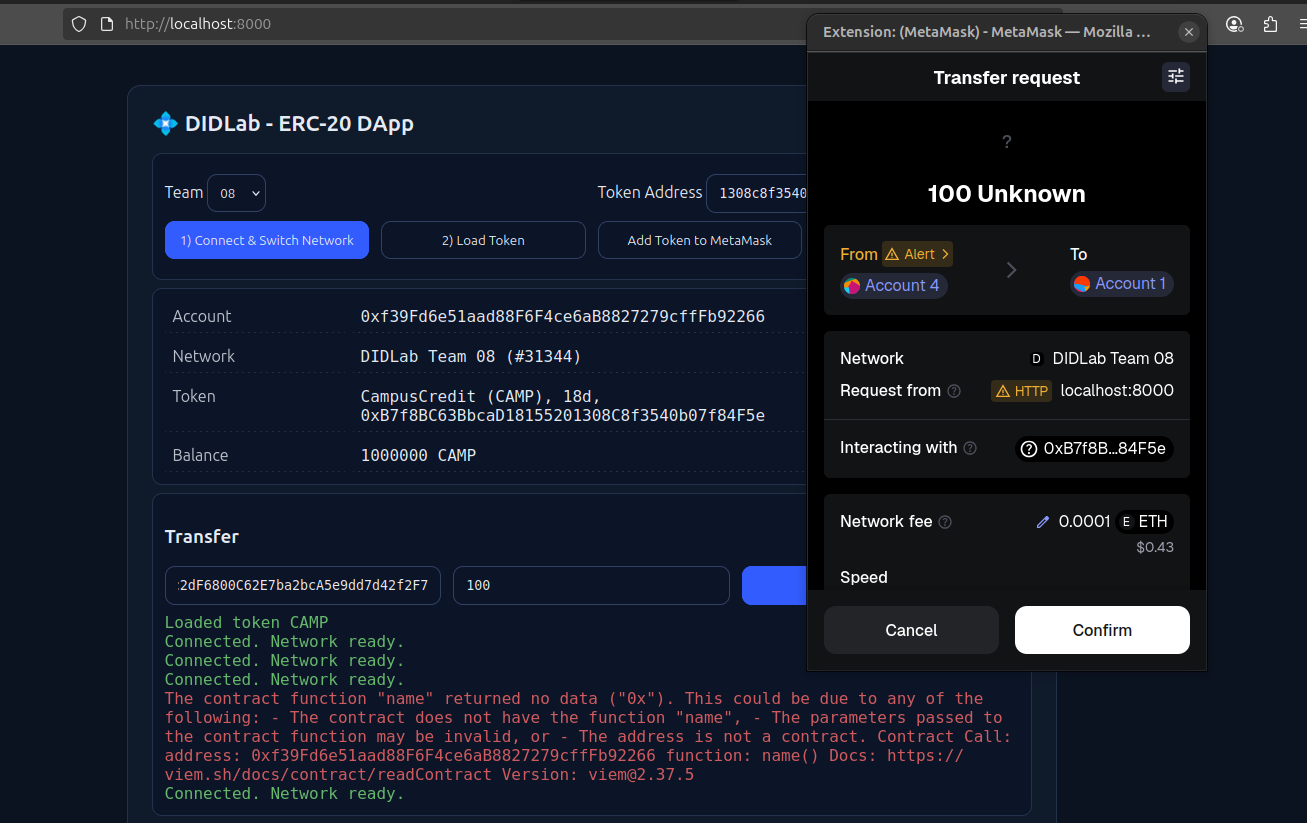 http://localhost:8000
Extension: (MetaMask) - MetaMask — Mozilla ...
💠 DIDLab - ERC-20 DApp
Team 08
Token Address 1308c8f3540
1) Connect & Switch Network
2) Load Token
Add Token to MetaMask
Account 0xf39Fd6e51aad88F6F4ce6aB8827279cffFb92266
Network DIDLab Team 08 (#31344)
Token CampusCredit (CAMP), 18d,
0xB7f8BC63BbcaD18155201308C8f3540b07f84F5e
Balance 1000000 CAMP
Transfer
:2dF6800C62E7ba2bcA5e9dd7d42f2F7
100
Loaded token CAMP
Connected. Network ready.
Connected. Network ready.
Connected. Network ready.
The contract function "name" returned no data ("0x"). This could be due to any of the
following: - The contract does not have the function "name", - The parameters passed to
the contract function may be invalid, or - The address is not a contract. Contract Call:
address: 0xf39Fd6e51aad88F6F4ce6aB8827279cffFb92266 function: name() Docs: https://
viem.sh/docs/contract/readContract Version: viem@2.37.5
Connected. Network ready.
Transfer request
?
100 Unknown
From Alert
To
Account 4
Account 1
Network D DIDLab Team 08
Request from HTTP localhost:8000
Interacting with 0xB7f8B...84F5e
Network fee 0.0001 E ETH
$0.43
Speed
Cancel
Confirm